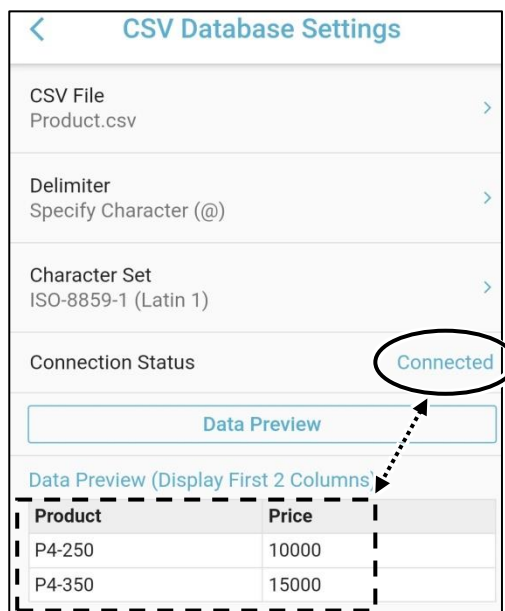 CSV Database Settings
CSV File
Product.csv
Delimiter
Specify Character (@)
Character Set
ISO-8859-1 (Latin 1)
Connection Status Connected
Data Preview
Data Preview (Display First 2 Columns)
Product Price
P4-250 10000
P4-350 15000